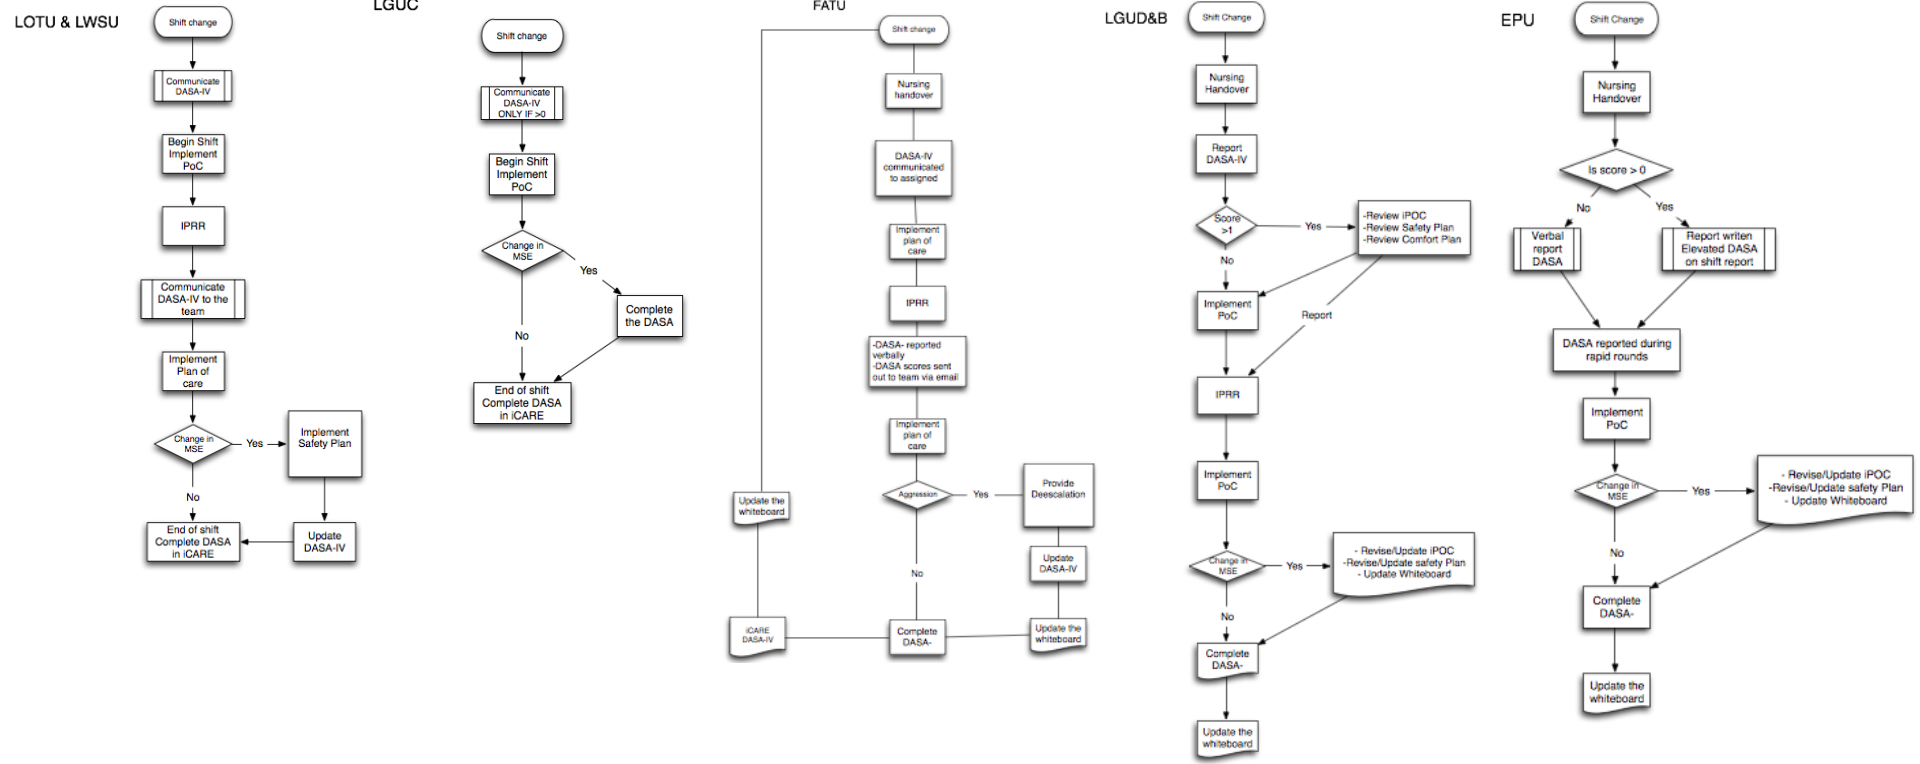 LOTU & LWSU
Shift change
Communicate
DASA-IV
Begin Shift
Implement
PoC
IPRR
Communicate
DASA-IV to the
team
Implement
Plan of
care
Change in
MSE
Yes
Implement
Safety Plan
No
End of shift
Complete DASA
in iCARE
Update
DASA-IV
LGUC
Shift change
Communicate
DASA-IV
ONLY IF >0
Begin Shift
Implement
PoC
Change in
MSE
Yes
Complete
the DASA
No
End of shift
Complete DASA
in iCARE
FATU
Shift change
Nursing
handover
DASA-IV
communicated
to assigned
Implement
plan of
care
IPRR
-DASA- reported
verbally
-DASA scores sent
out to team via email
Implement
plan of
care
Aggression
Yes
Provide
Deescalation
Update
DASA-IV
No
Update the
whiteboard
Complete
DASA-
iCARE
DASA-IV
Update the
whiteboard
LGUD&B
Shift Change
Nursing
Handover
Report
DASA-IV
Score
>1
Yes
-Review iPOC
-Review Safety Plan
-Review Comfort Plan
No
Implement
PoC
Report
IPRR
Implement
PoC
Change in
MSE
Yes
- Revise/Update iPOC
-Revise/Update safety Plan
- Update Whiteboard
No
Complete
DASA-
Update the
whiteboard
EPU
Shift Change
Nursing
Handover
Is score > 0
No
Yes
Verbal
report
DASA
Report writen
Elevated DASA
on shift report
DASA reported during
rapid rounds
Implement
PoC
Change in
MSE
Yes
- Revise/Update iPOC
-Revise/Update safety Plan
- Update Whiteboard
No
Complete
DASA-
Update the
whiteboard